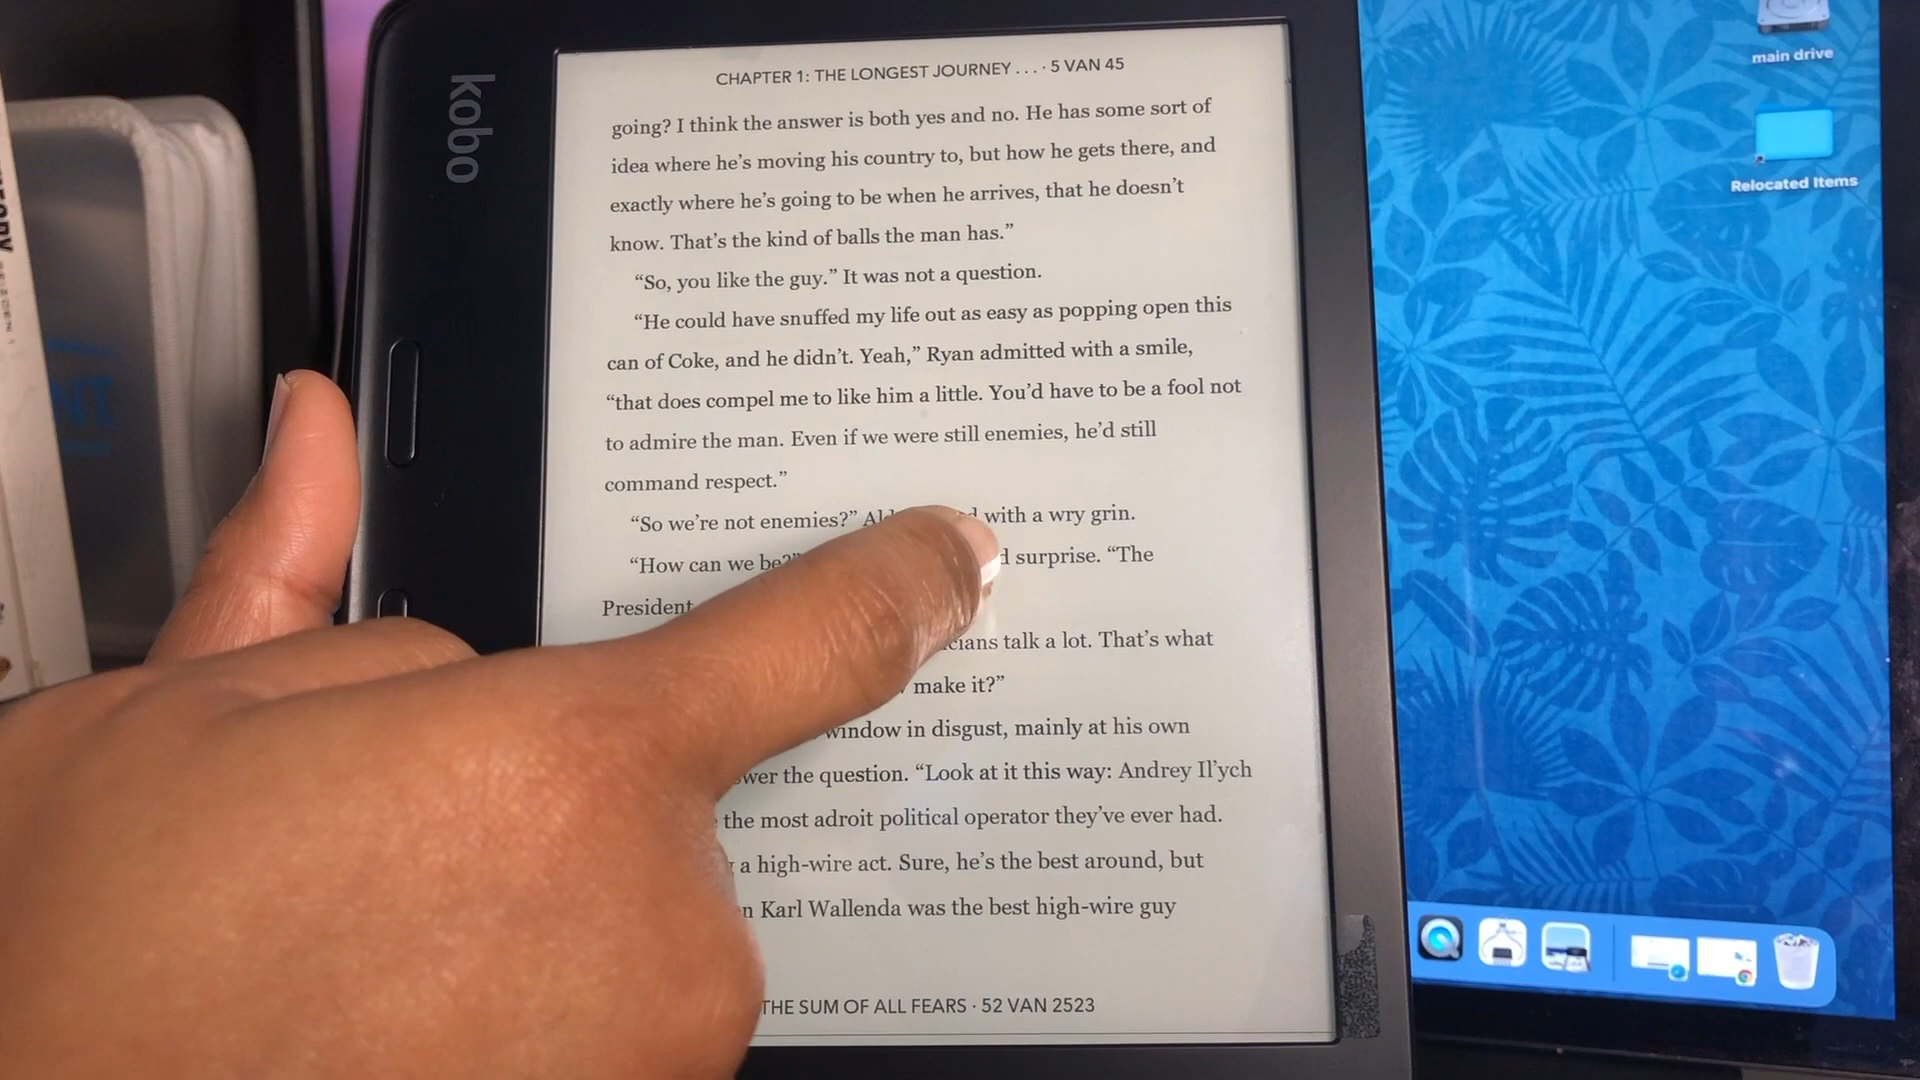 kobo
CHAPTER 1: THE LONGEST JOURNEY . . . · 5 VAN 45
going? I think the answer is both yes and no. He has some sort of
idea where he’s moving his country to, but how he gets there, and
exactly where he’s going to be when he arrives, that he doesn’t
know. That’s the kind of balls the man has.”
“So, you like the guy.” It was not a question.
“He could have snuffed my life out as easy as popping open this
can of Coke, and he didn’t. Yeah,” Ryan admitted with a smile,
“that does compel me to like him a little. You’d have to be a fool not
to admire the man. Even if we were still enemies, he’d still
command respect.”
“So we’re not enemies?” with a wry grin.
“How can we be?” surprise. “The
President
talk a lot. That’s what
make it?”
window in disgust, mainly at his own
the question. “Look at it this way: Andrey Il’ych
the most adroit political operator they’ve ever had.
a high-wire act. Sure, he’s the best around, but
Karl Wallenda was the best high-wire guy
THE SUM OF ALL FEARS · 52 VAN 2523
main drive
Relocated Items